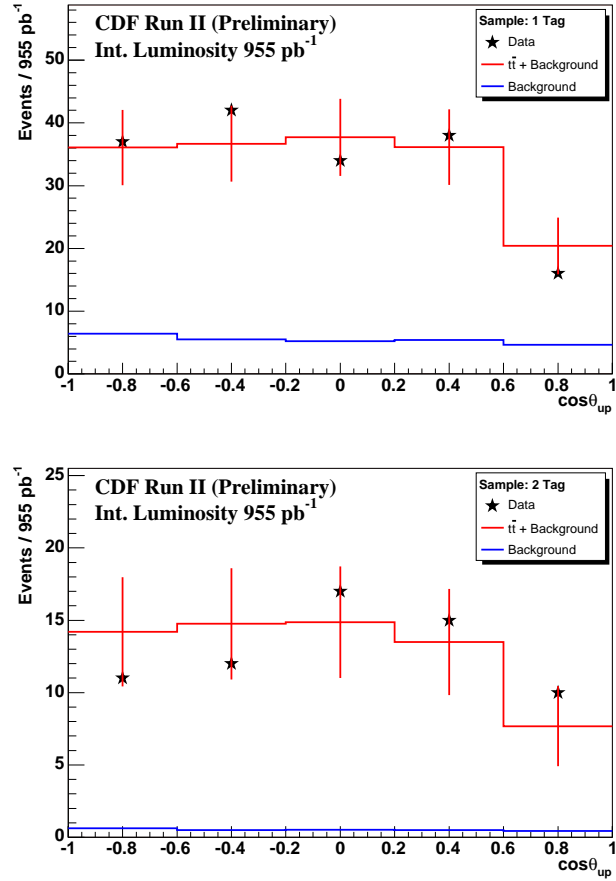 CDF Run II (Preliminary)
Int. Luminosity 955 pb⁻¹
Sample: 1 Tag
Data
tt̄ + Background
Background
Events / 955 pb⁻¹
50
40
30
20
10
0
-1 -0.8 -0.6 -0.4 -0.2 0 0.2 0.4 0.6 0.8 1
cosθup
CDF Run II (Preliminary)
Int. Luminosity 955 pb⁻¹
Sample: 2 Tag
Data
tt̄ + Background
Background
Events / 955 pb⁻¹
25
20
15
10
5
0
-1 -0.8 -0.6 -0.4 -0.2 0 0.2 0.4 0.6 0.8 1
cosθup